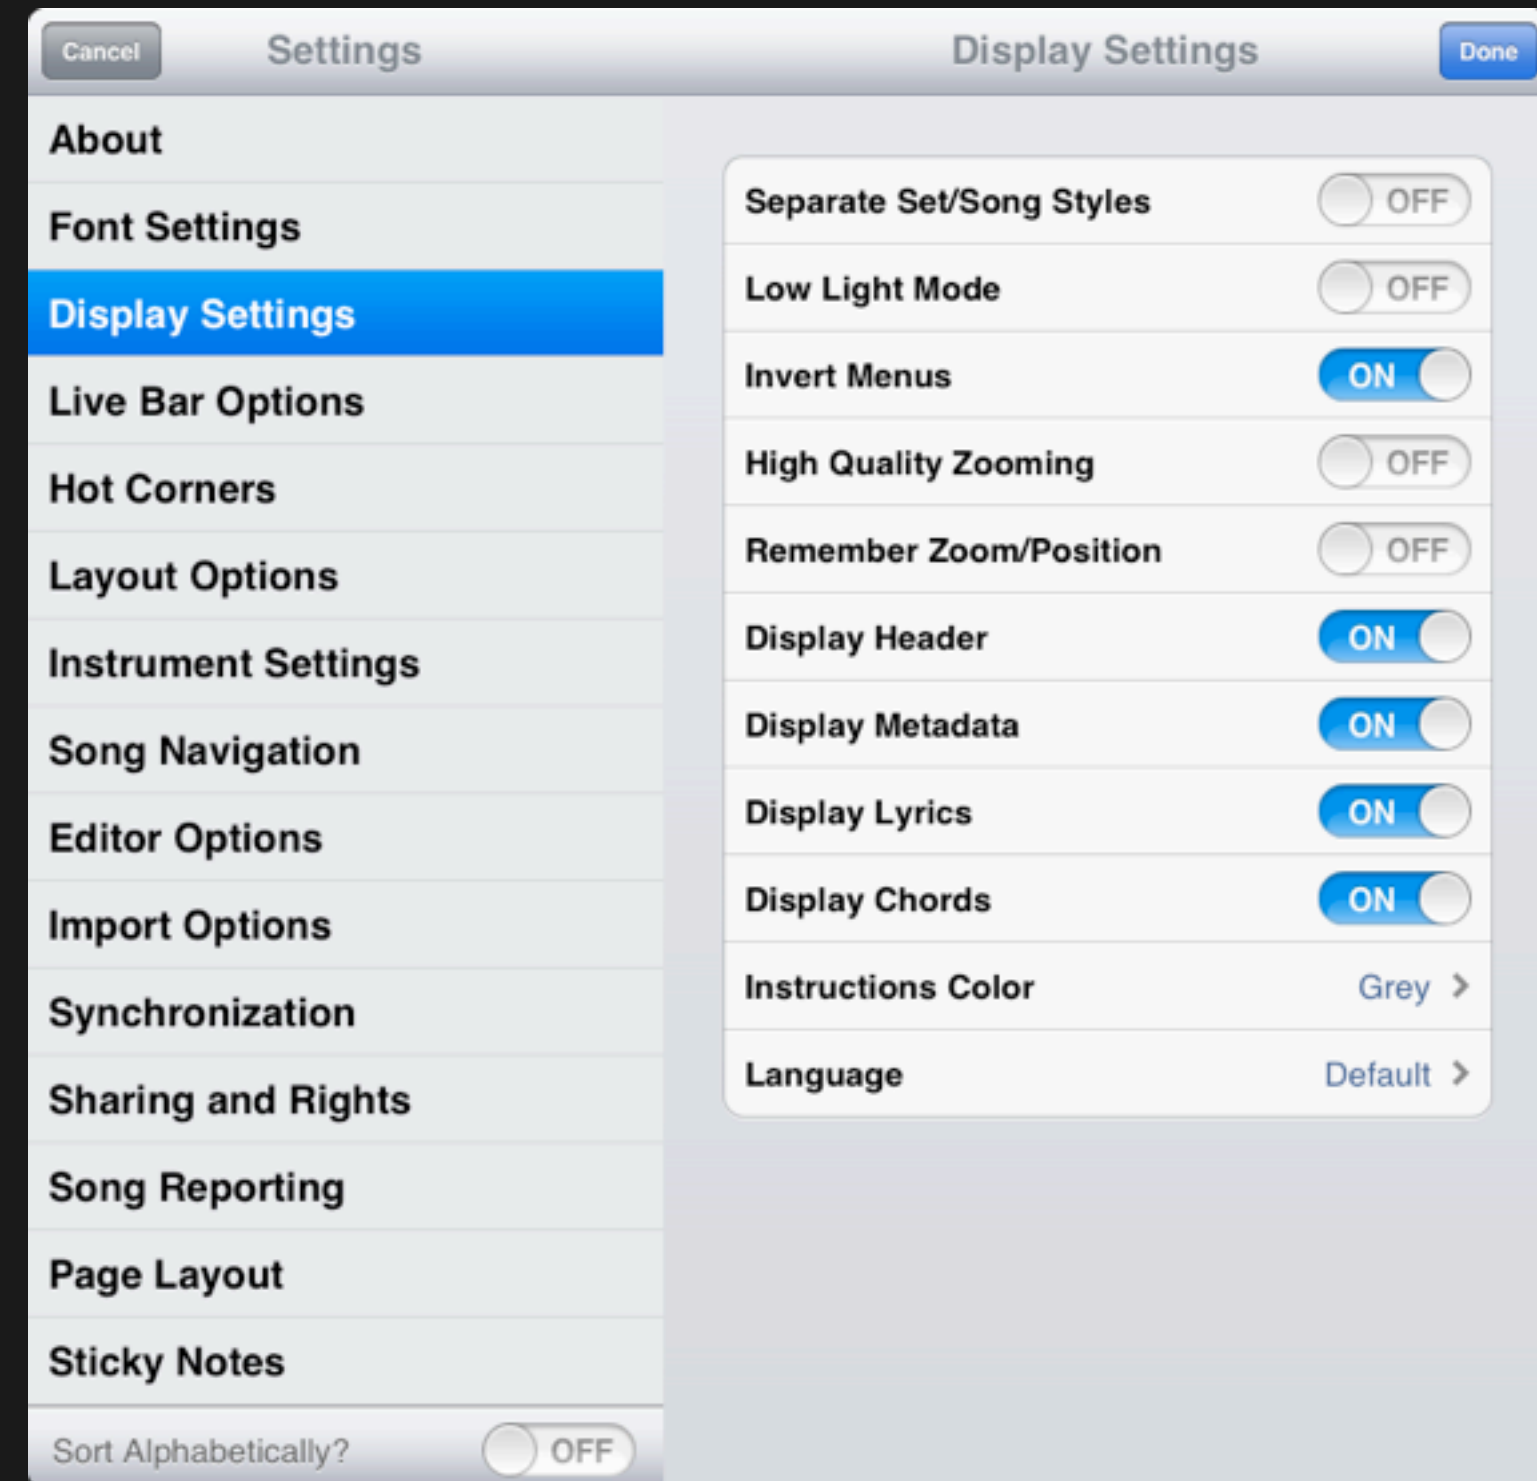 Cancel Settings
About
Font Settings
Display Settings
Live Bar Options
Hot Corners
Layout Options
Instrument Settings
Song Navigation
Editor Options
Import Options
Synchronization
Sharing and Rights
Song Reporting
Page Layout
Sticky Notes
Sort Alphabetically? OFF
Display Settings Done
Separate Set/Song Styles OFF
Low Light Mode OFF
Invert Menus ON
High Quality Zooming OFF
Remember Zoom/Position OFF
Display Header ON
Display Metadata ON
Display Lyrics ON
Display Chords ON
Instructions Color Grey >
Language Default >